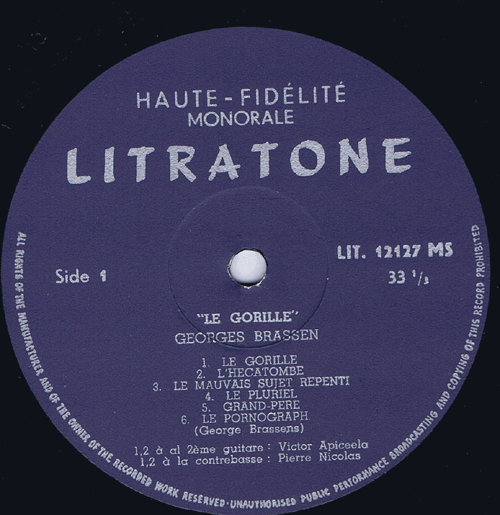 HAUTE-FIDÉLITÉ
MONORALE
LITRATONE
LIT. 12127 MS
Side 1
33 1/3
"LE GORILLE"
GEORGES BRASSEN
1. LE GORILLE
2. L'HECATOMBE
3. LE MAUVAIS SUJET REPENTI
4. LE PLURIEL
5. GRAND-PERE
6. LE PORNOGRAPH
(George Brassens)
1,2 à al 2ème guitare : Victor Apiceela
1,2 à la contrebasse : Pierre Nicolas
ALL RIGHTS OF THE MANUFACTURER AND OF THE OWNER OF THE RECORDED WORK RESERVED · UNAUTHORISED PUBLIC PERFORMANCE BROADCASTING AND COPYING OF THIS RECORD PROHIBITED